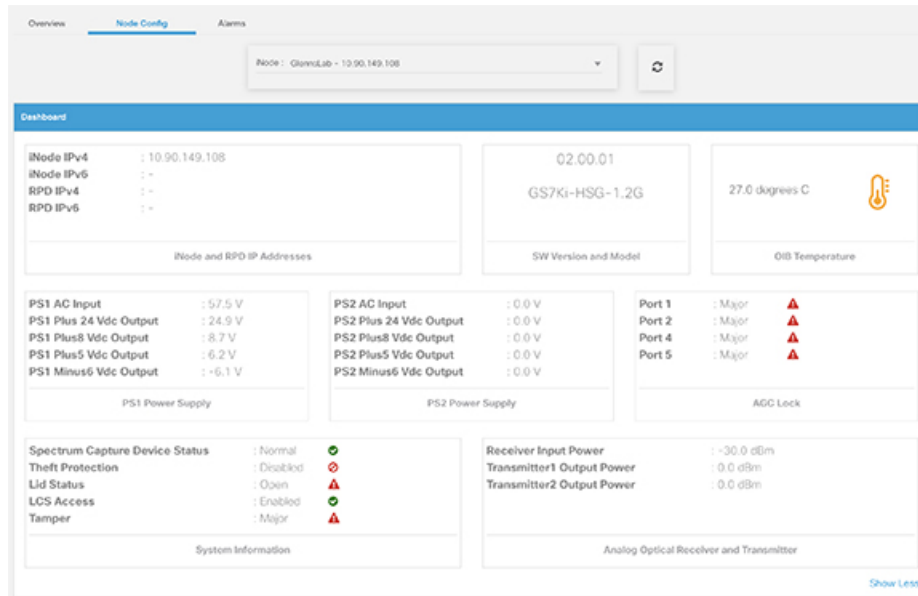 Overview Node Config Alarms
iNode : GlennoLab - 10.90.149.108
Dashboard
iNode IPv4 : 10.90.149.108
iNode IPv6 : -
RPD IPv4 : -
RPD IPv6 : -
iNode and RPD IP Addresses
02.00.01
GS7Ki-HSG-1.2G
SW Version and Model
27.0 degrees C
OIB Temperature
PS1 AC Input : 57.5 V
PS1 Plus 24 Vdc Output : 24.9 V
PS1 Plus8 Vdc Output : 8.7 V
PS1 Plus5 Vdc Output : 6.2 V
PS1 Minus6 Vdc Output : -6.1 V
PS1 Power Supply
PS2 AC Input : 0.0 V
PS2 Plus 24 Vdc Output : 0.0 V
PS2 Plus8 Vdc Output : 0.0 V
PS2 Plus5 Vdc Output : 0.0 V
PS2 Minus6 Vdc Output : 0.0 V
PS2 Power Supply
Port 1 : Major
Port 2 : Major
Port 4 : Major
Port 5 : Major
AGC Lock
Spectrum Capture Device Status : Normal
Theft Protection : Disabled
Lid Status : Open
LCS Access : Enabled
Tamper : Major
System Information
Receiver Input Power : -30.0 dBm
Transmitter1 Output Power : 0.0 dBm
Transmitter2 Output Power : 0.0 dBm
Analog Optical Receiver and Transmitter
Show Less